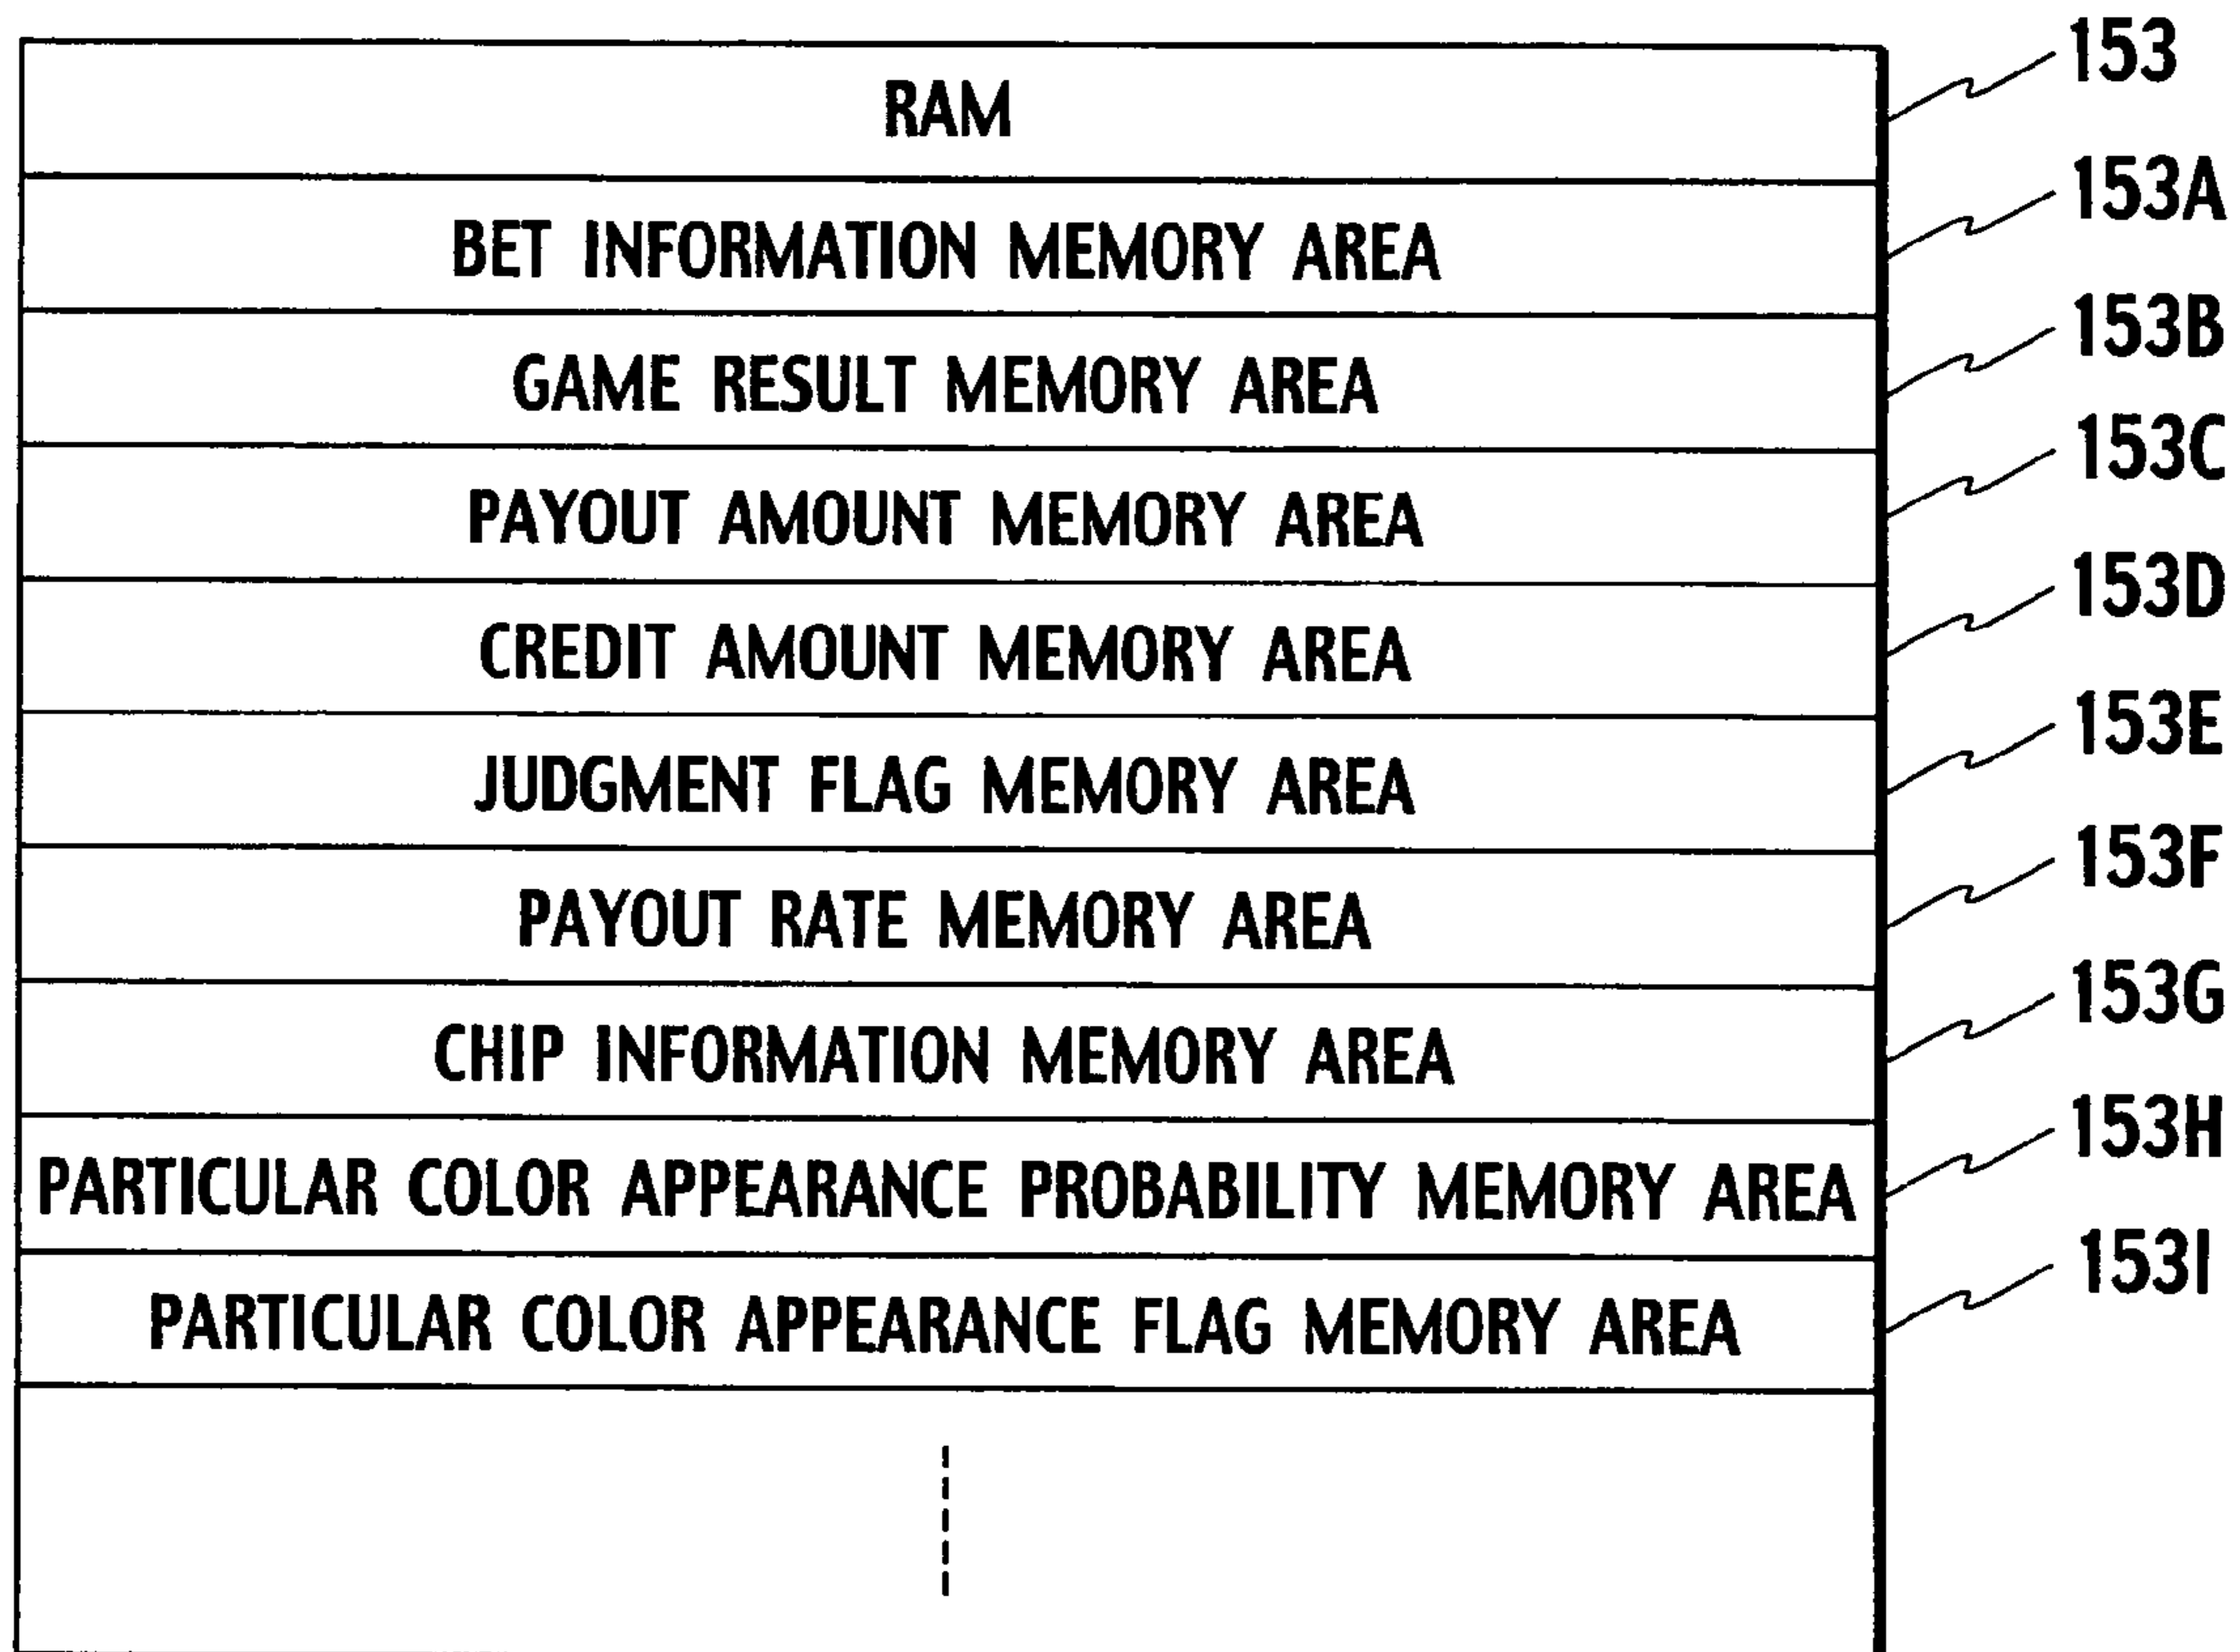 RAM 153
BET INFORMATION MEMORY AREA 153A
GAME RESULT MEMORY AREA 153B
PAYOUT AMOUNT MEMORY AREA 153C
CREDIT AMOUNT MEMORY AREA 153D
JUDGMENT FLAG MEMORY AREA 153E
PAYOUT RATE MEMORY AREA 153F
CHIP INFORMATION MEMORY AREA 153G
PARTICULAR COLOR APPEARANCE PROBABILITY MEMORY AREA 153H
PARTICULAR COLOR APPEARANCE FLAG MEMORY AREA 153I